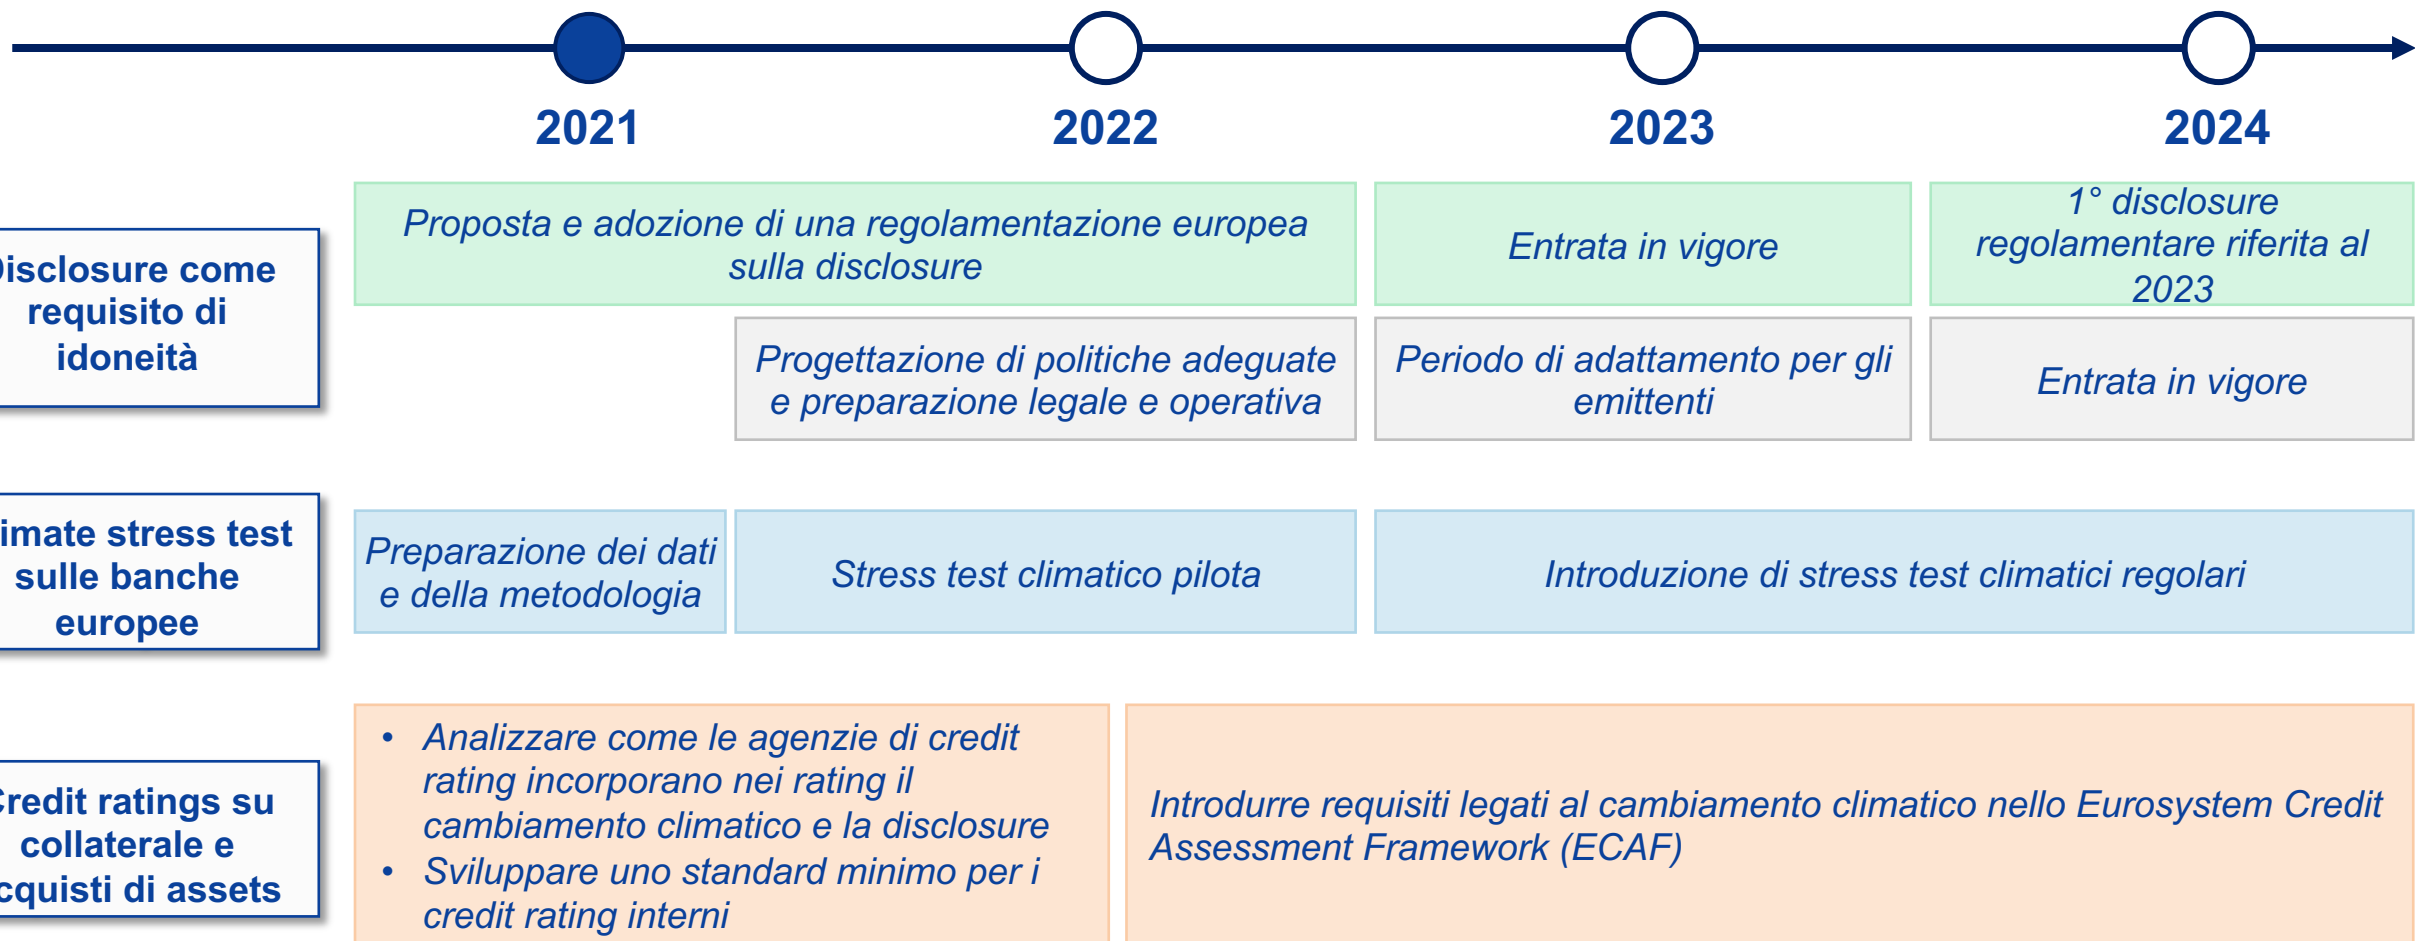 2021
2022
2023
2024
Disclosure come
requisito di
idoneità
Proposta e adozione di una regolamentazione europea
sulla disclosure
Entrata in vigore
1° disclosure
regolamentare riferita al
2023
Progettazione di politiche adeguate
e preparazione legale e operativa
Periodo di adattamento per gli
emittenti
Entrata in vigore
imate stress test
sulle banche
europee
Preparazione dei dati
e della metodologia
Stress test climatico pilota
Introduzione di stress test climatici regolari
Credit ratings su
collaterale e
cquisti di assets
• Analizzare come le agenzie di credit
rating incorporano nei rating il
cambiamento climatico e la disclosure
• Sviluppare uno standard minimo per i
credit rating interni
Introdurre requisiti legati al cambiamento climatico nello Eurosystem Credit
Assessment Framework (ECAF)